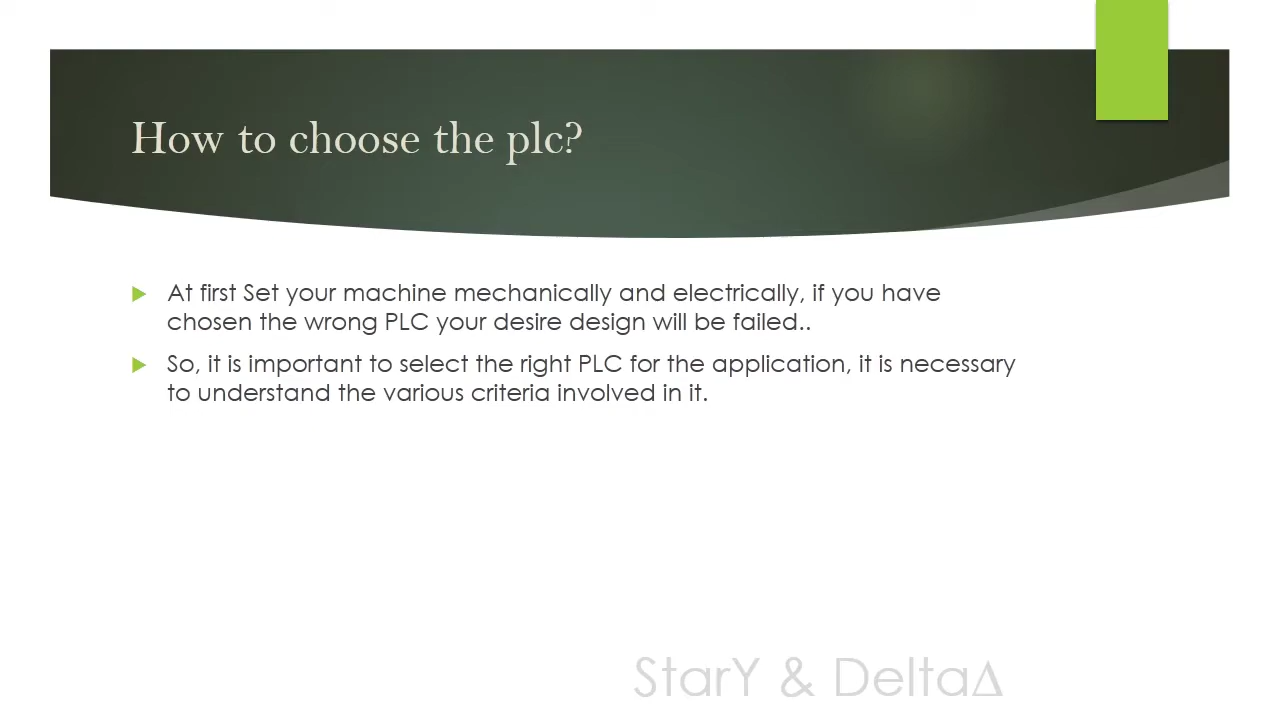 How to choose the plc?
At first Set your machine mechanically and electrically, if you have
chosen the wrong PLC your desire design will be failed..
So, it is important to select the right PLC for the application, it is necessary
to understand the various criteria involved in it.
StarY & DeltaΔ